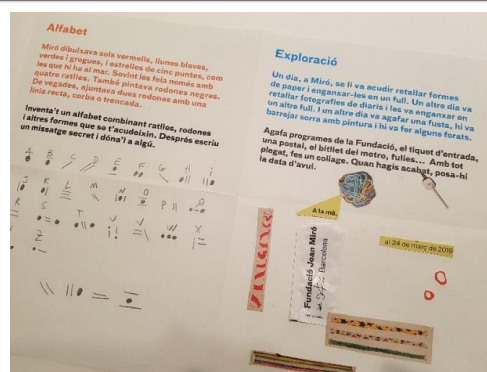 Alfabet
Miró dibuixava sols vermells, llunes blaves,
verdes i grogues, i estrelles de cinc puntes, com
les que hi ha al mar. Sovint les feia només amb
quatre ratlles. També pintava rodones negres.
De vegades, ajuntava dues rodones amb una
línia recta, corba o trencada.
Inventa't un alfabet combinant ratlles, rodones
i altres formes que se t'acudeixin. Després escriu
un missatge secret i dóna'l a algú.
A B C D E F G H I
J K L M N O P Q
R S T U V W X
Z
Exploració
Un dia, a Miró, se li va acudir retallar formes
de paper i enganxar-les en un full. Un altre dia va
retallar fotografies de diaris i les va enganxar en
un altre full. I un altre dia va agafar una fusta, hi va
barrejar sorra amb pintura i hi va fer alguns forats.
Agafa programes de la Fundació, el tiquet d'entrada,
una postal, el bitllet del metro, fulles... Amb tot
plegat, fes un collage. Quan hagis acabat, posa-hi
la data d'avui.
A la mà,
Fundació Joan Miró
Barcelona
al 24 de març de 2019